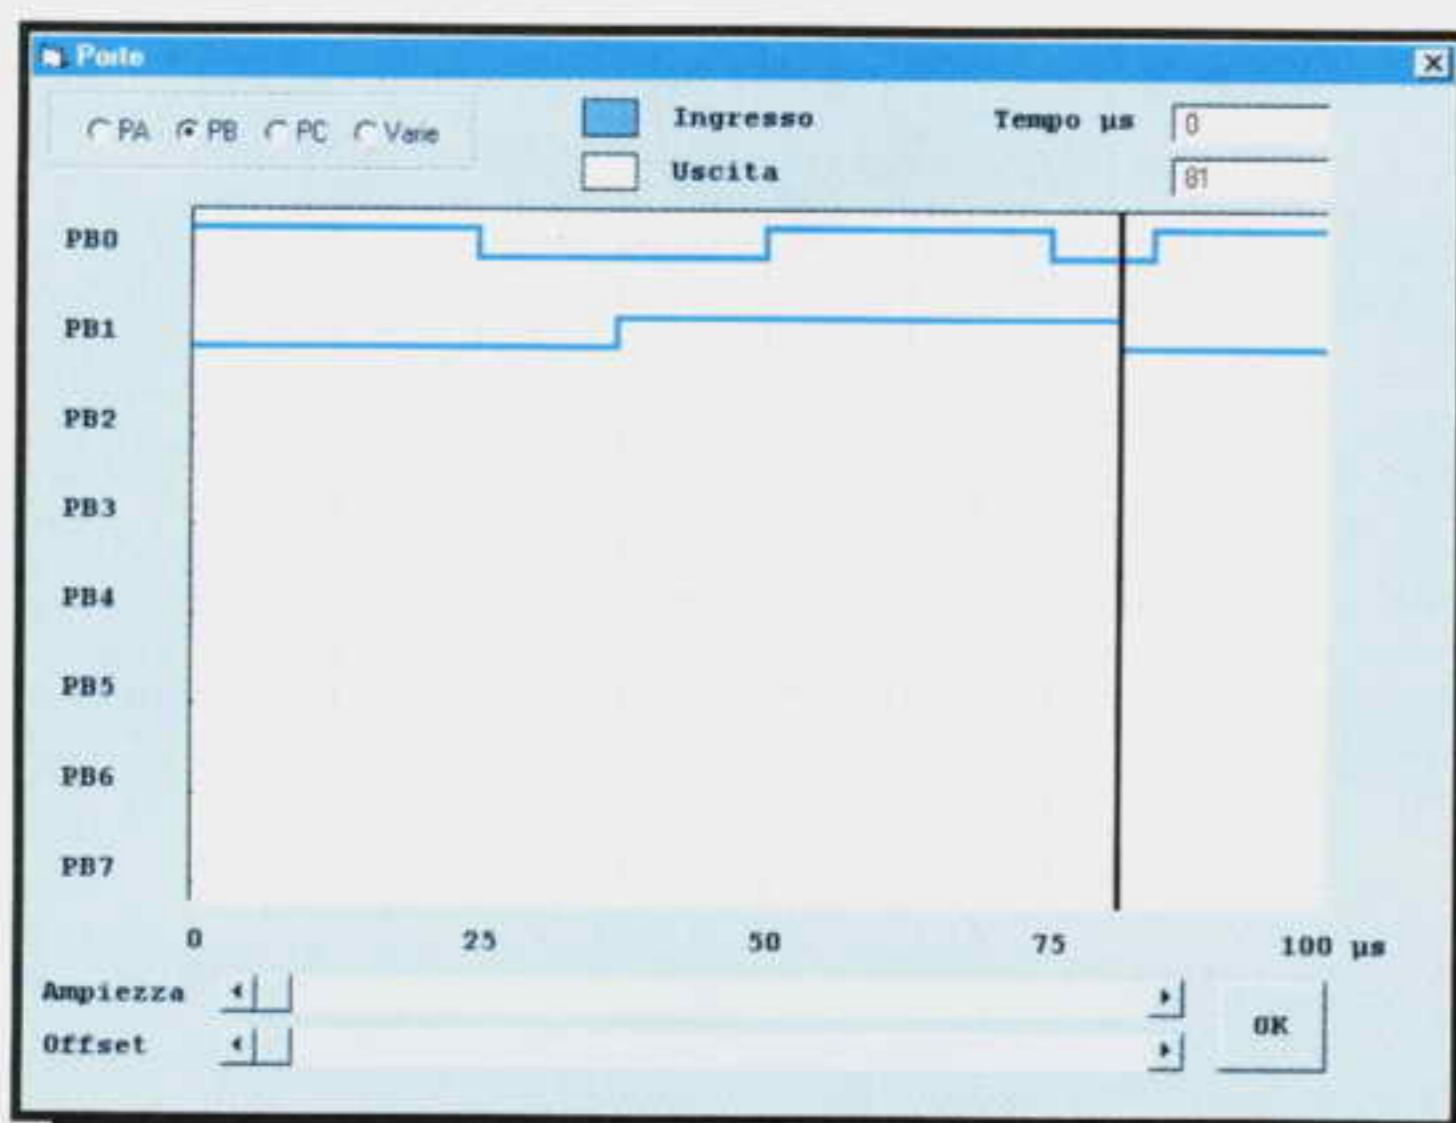 Porte
PA PB PC Varie
Ingresso
Uscita
Tempo µs
0
81
PB0
PB1
PB2
PB3
PB4
PB5
PB6
PB7
0 25 50 75 100 µs
Ampiezza
Offset
OK